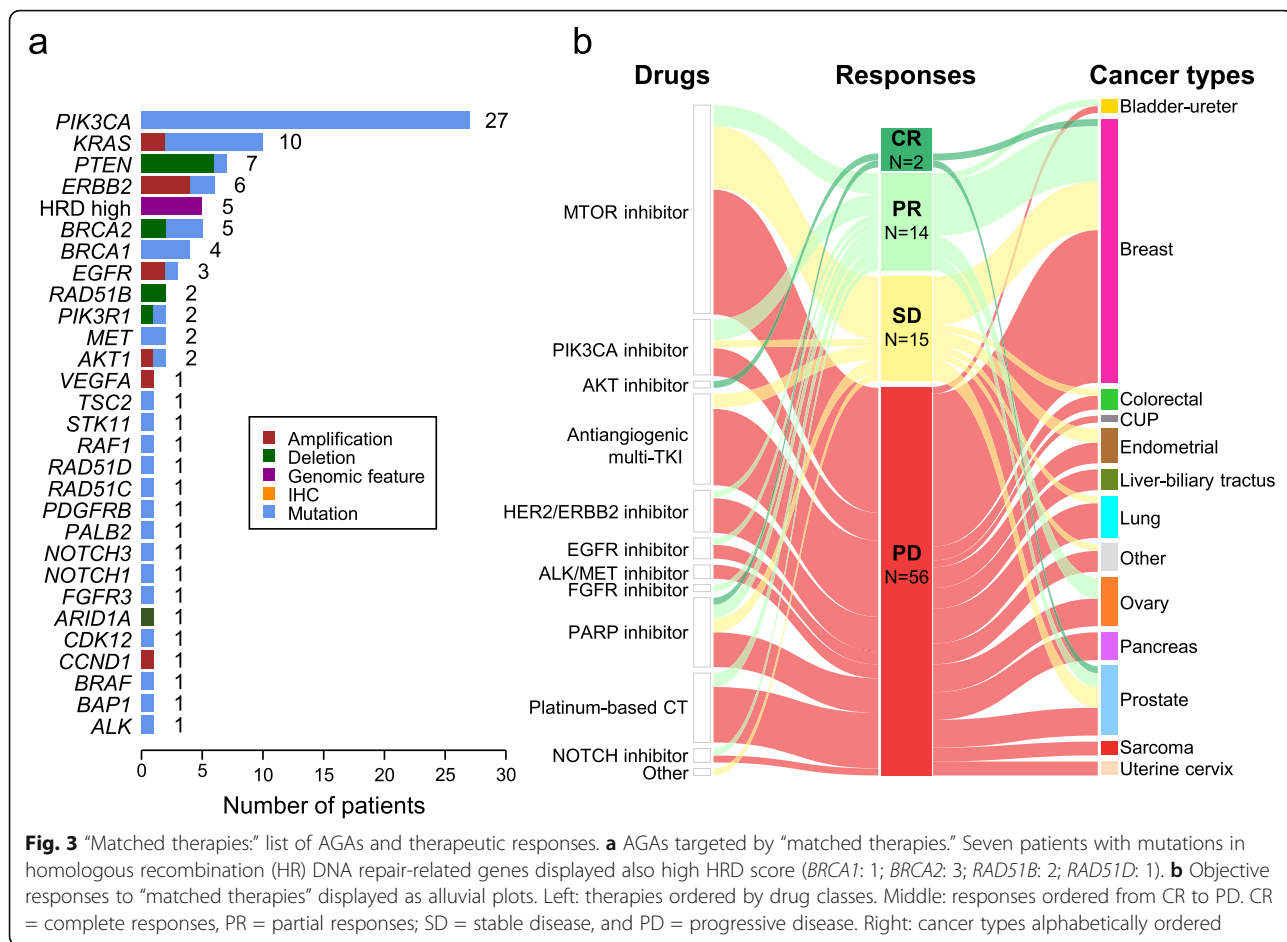 a
PIK3CA 27
KRAS 10
PTEN 7
ERBB2 6
HRD high 5
BRCA2 5
BRCA1 4
EGFR 3
RAD51B 2
PIK3R1 2
MET 2
AKT1 2
VEGFA 1
TSC2 1
STK11 1
RAF1 1
RAD51D 1
RAD51C 1
PDGFRB 1
PALB2 1
NOTCH3 1
NOTCH1 1
FGFR3 1
ARID1A 1
CDK12 1
CCND1 1
BRAF 1
BAP1 1
ALK 1
Amplification
Deletion
Genomic feature
IHC
Mutation
0 5 10 15 20 25 30
Number of patients
b
Drugs
MTOR inhibitor
PIK3CA inhibitor
AKT inhibitor
Antiangiogenic
multi-TKI
HER2/ERBB2 inhibitor
EGFR inhibitor
ALK/MET inhibitor
FGFR inhibitor
PARP inhibitor
Platinum-based CT
NOTCH inhibitor
Other
Responses
CR
N=2
PR
N=14
SD
N=15
PD
N=56
Cancer types
Bladder-ureter
Breast
Colorectal
CUP
Endometrial
Liver-biliary tractus
Lung
Other
Ovary
Pancreas
Prostate
Sarcoma
Uterine cervix
Fig. 3 “Matched therapies:” list of AGAs and therapeutic responses. a AGAs targeted by “matched therapies.” Seven patients with mutations in
homologous recombination (HR) DNA repair-related genes displayed also high HRD score (BRCA1: 1; BRCA2: 3; RAD51B: 2; RAD51D: 1). b Objective
responses to “matched therapies” displayed as alluvial plots. Left: therapies ordered by drug classes. Middle: responses ordered from CR to PD. CR
= complete responses, PR = partial responses; SD = stable disease, and PD = progressive disease. Right: cancer types alphabetically ordered